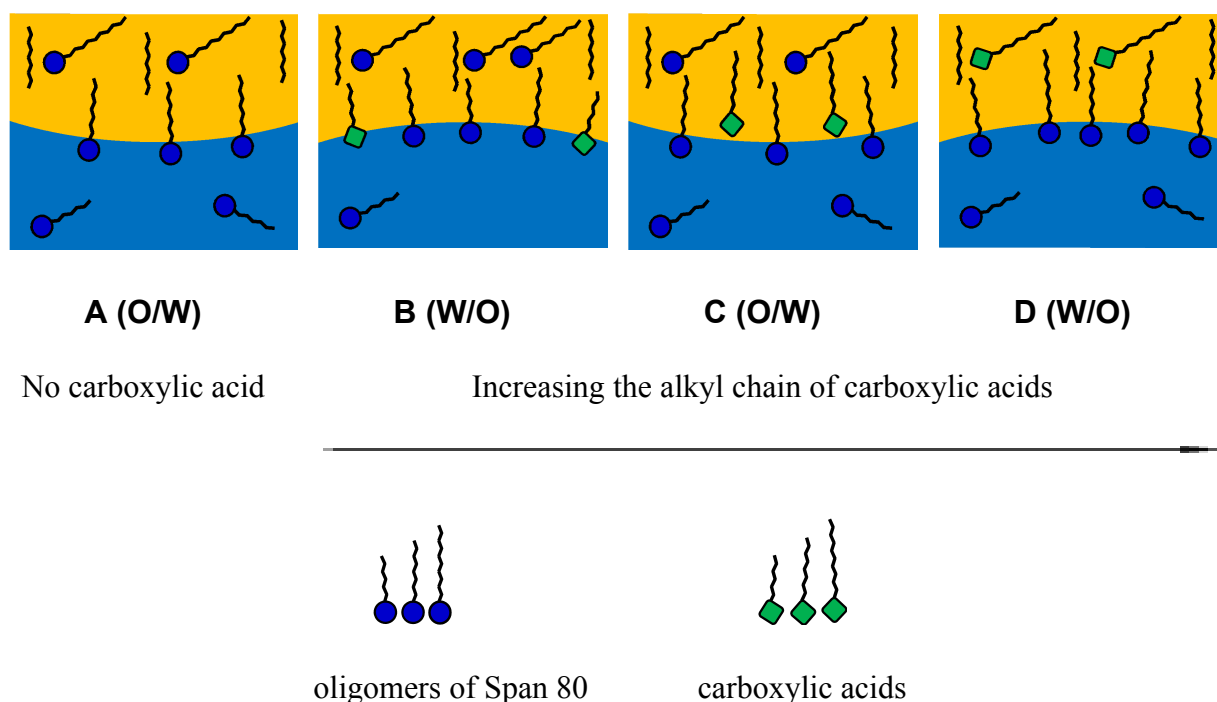 A (O/W) B (W/O) C (O/W) D (W/O)
No carboxylic acid Increasing the alkyl chain of carboxylic acids
oligomers of Span 80 carboxylic acids